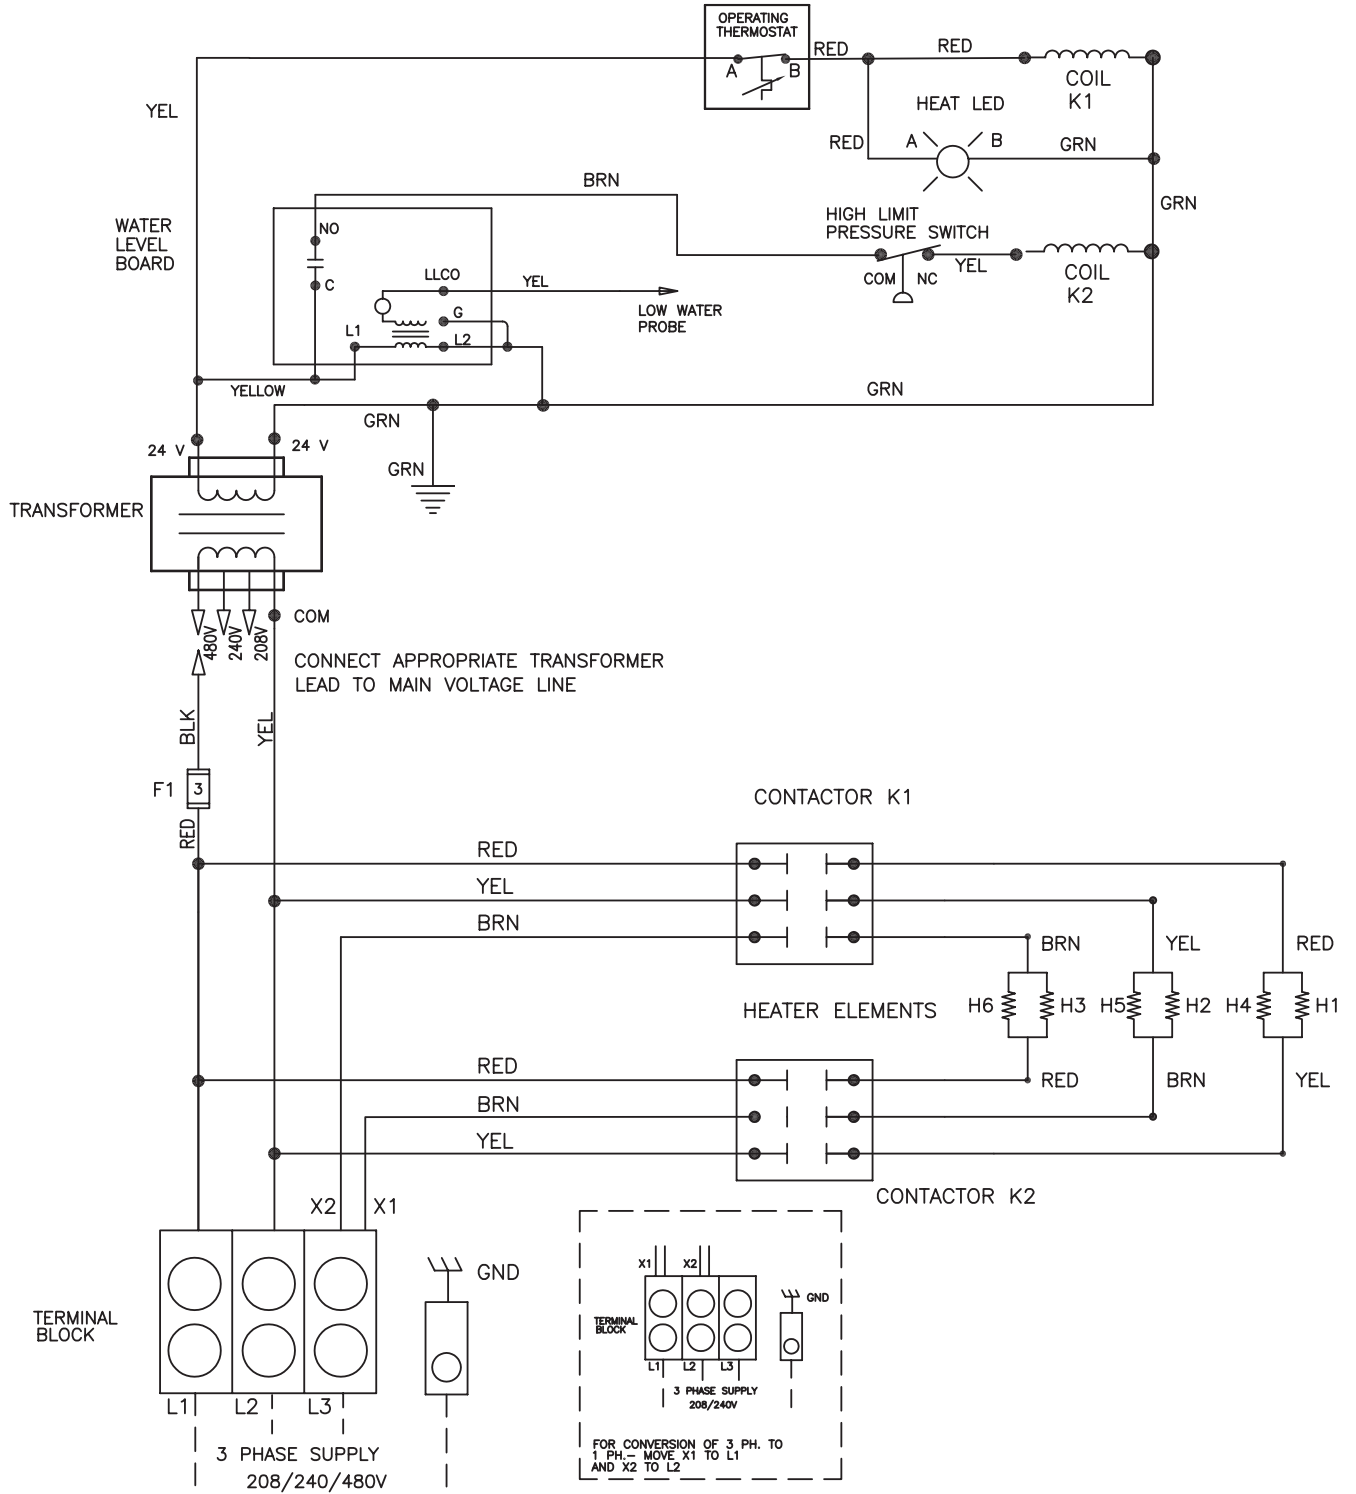 OPERATING
THERMOSTAT
A
B
RED
RED
COIL
K1
YEL
HEAT LED
RED
A
B
GRN
BRN
GRN
WATER
LEVEL
BOARD
NO
HIGH LIMIT
PRESSURE SWITCH
C
LLCO
YEL
COM
NC
YEL
COIL
K2
G
LOW WATER
PROBE
L1
L2
YELLOW
GRN
GRN
24 V
24 V
GRN
TRANSFORMER
480V
240V
208V
COM
CONNECT APPROPRIATE TRANSFORMER
LEAD TO MAIN VOLTAGE LINE
BLK
YEL
F1
3
RED
CONTACTOR K1
RED
YEL
BRN
BRN
YEL
RED
HEATER ELEMENTS
H6
H3
H5
H2
H4
H1
RED
BRN
YEL
RED
BRN
YEL
CONTACTOR K2
X2
X1
GND
TERMINAL
BLOCK
L1
L2
L3
3 PHASE SUPPLY
208/240/480V
X1
X2
GND
TERMINAL
BLOCK
L1
L2
L3
3 PHASE SUPPLY
208/240V
FOR CONVERSION OF 3 PH. TO
1 PH.- MOVE X1 TO L1
AND X2 TO L2